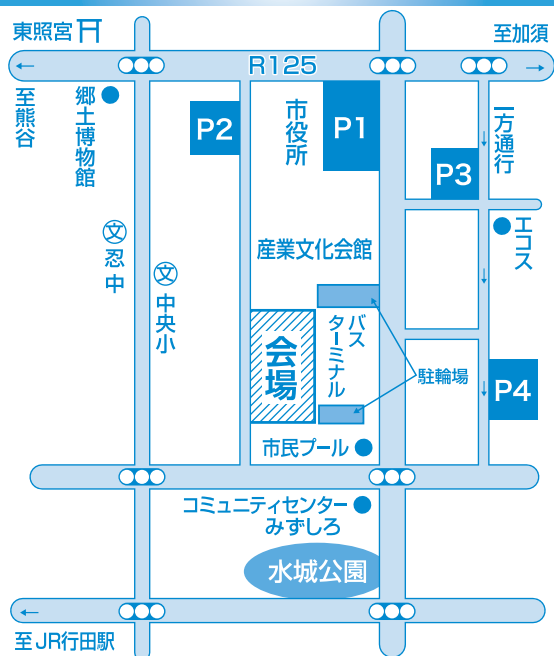 東照宮
至加須
R125
至熊谷
郷土博物館
P2
市役所
P1
一方通行
P3
エコス
文
忍中
文
中央小
産業文化会館
会場
バス
ターミナル
駐輪場
P4
市民プール
コミュニティセンター
みずしろ
水城公園
至JR行田駅